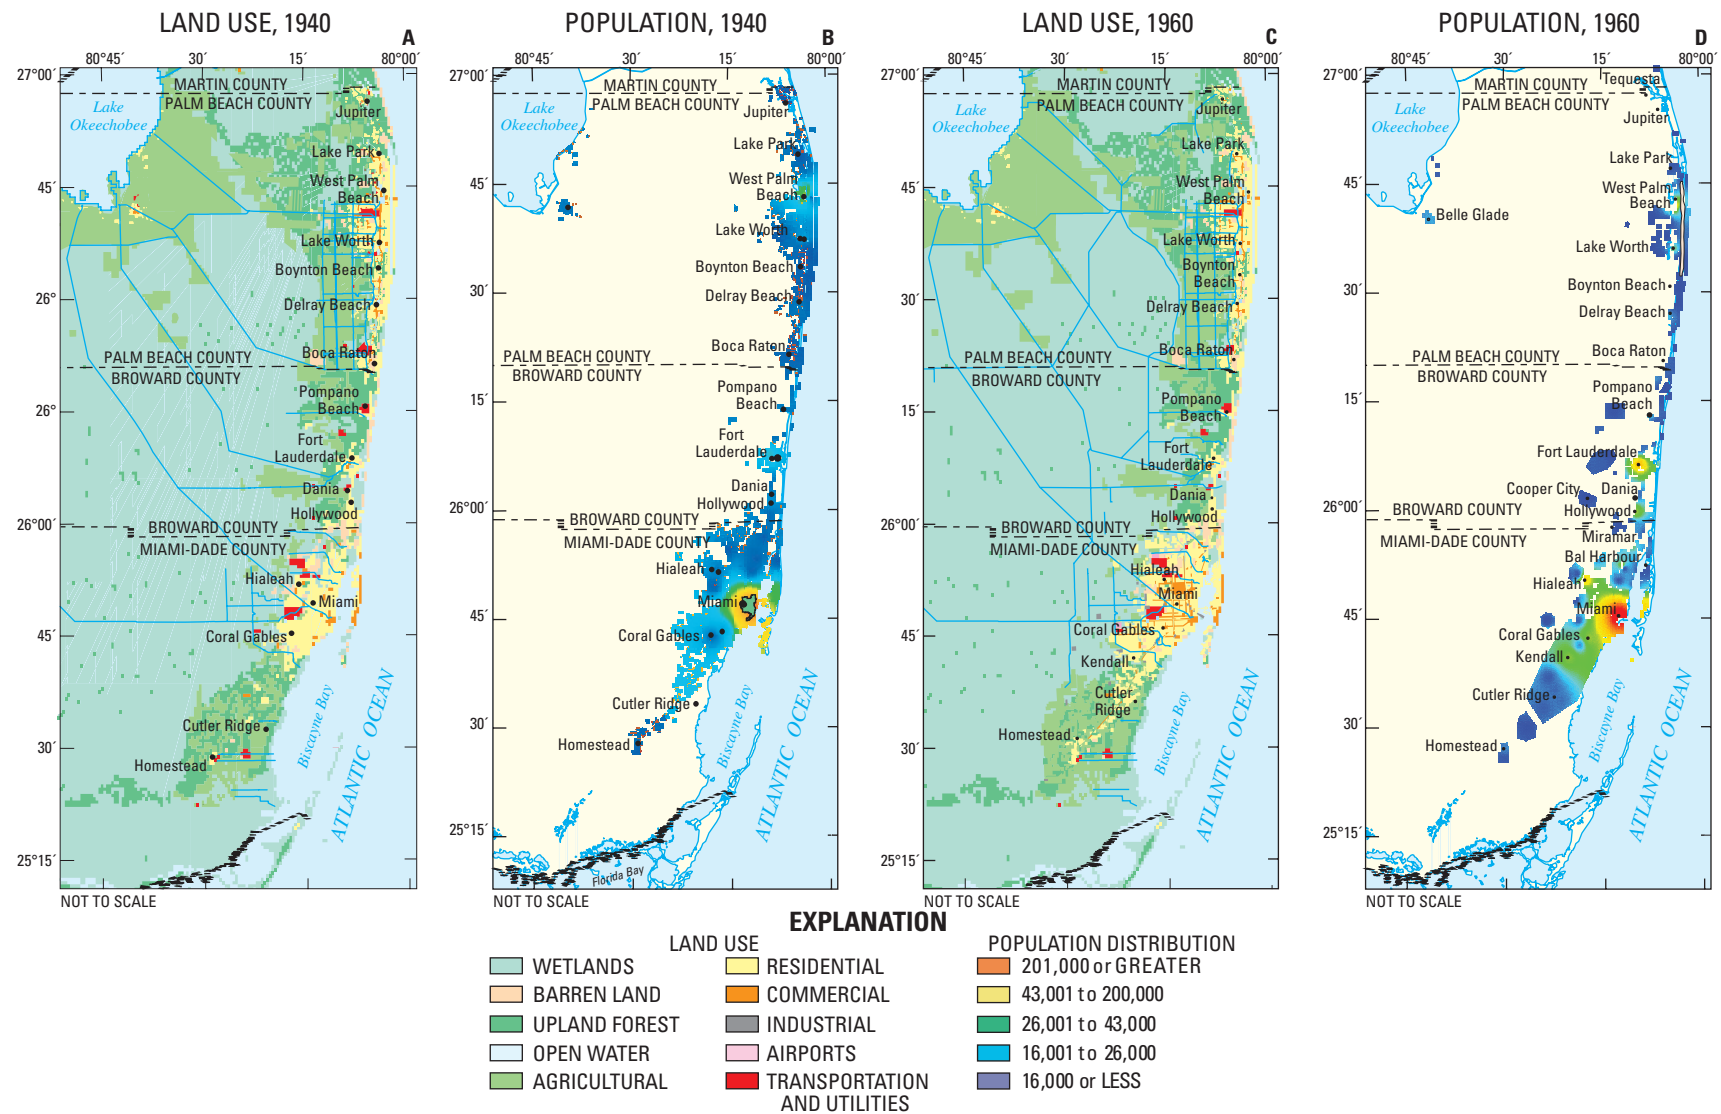 LAND USE, 1940
A
80°45´ 30´ 15´ 80°00´
27°00´
45´
26°
26°
26°00´
45´
30´
25°15´
MARTIN COUNTY
PALM BEACH COUNTY
Lake
Okeechobee
Jupiter
Lake Park
West Palm
Beach
Lake Worth
Boynton Beach
Delray Beach
Boca Raton
PALM BEACH COUNTY
BROWARD COUNTY
Pompano
Beach
Fort
Lauderdale
Dania
Hollywood
BROWARD COUNTY
MIAMI-DADE COUNTY
Hialeah
Miami
Coral Gables
Cutler Ridge
Homestead
Biscayne Bay
ATLANTIC OCEAN
NOT TO SCALE
POPULATION, 1940
B
80°45´ 30´ 15´ 80°00´
27°00´
45´
30´
15´
26°00´
45´
30´
25°15´
MARTIN COUNTY
PALM BEACH COUNTY
Lake
Okeechobee
Jupiter
Lake Park
West Palm
Beach
Lake Worth
Boynton Beach
Delray Beach
Boca Raton
PALM BEACH COUNTY
BROWARD COUNTY
Pompano
Beach
Fort
Lauderdale
Dania
Hollywood
BROWARD COUNTY
MIAMI-DADE COUNTY
Hialeah
Miami
Coral Gables
Cutler Ridge
Homestead
Biscayne Bay
ATLANTIC OCEAN
Florida Bay
NOT TO SCALE
LAND USE, 1960
C
80°45´ 30´ 15´ 80°00´
27°00´
45´
30´
15´
26°00´
45´
30´
25°15´
MARTIN COUNTY
PALM BEACH COUNTY
Lake
Okeechobee
Jupiter
Lake Park
West Palm
Beach
Lake Worth
Boynton
Beach
Delray Beach
Boca Raton
PALM BEACH COUNTY
BROWARD COUNTY
Pompano
Beach
Fort
Lauderdale
Dania
Hollywood
BROWARD COUNTY
MIAMI-DADE COUNTY
Hialeah
Miami
Coral Gables
Kendall
Cutler
Ridge
Homestead
Biscayne Bay
ATLANTIC OCEAN
NOT TO SCALE
POPULATION, 1960
D
80°45´ 30´ 15´ 80°00´
27°00´
45´
30´
15´
26°00´
45´
30´
25°15´
Tequesta
MARTIN COUNTY
PALM BEACH COUNTY
Lake
Okeechobee
Jupiter
Lake Park
West Palm
Beach
Belle Glade
Lake Worth
Boynton Beach
Delray Beach
Boca Raton
PALM BEACH COUNTY
BROWARD COUNTY
Pompano
Beach
Fort Lauderdale
Cooper City
Dania
Hollywood
BROWARD COUNTY
MIAMI-DADE COUNTY
Miramar
Bal Harbour
Hialeah
Miami
Coral Gables
Kendall
Cutler Ridge
Homestead
Biscayne Bay
ATLANTIC OCEAN
NOT TO SCALE
EXPLANATION
LAND USE
WETLANDS
BARREN LAND
UPLAND FOREST
OPEN WATER
AGRICULTURAL
RESIDENTIAL
COMMERCIAL
INDUSTRIAL
AIRPORTS
TRANSPORTATION
AND UTILITIES
POPULATION DISTRIBUTION
201,000 or GREATER
43,001 to 200,000
26,001 to 43,000
16,001 to 26,000
16,000 or LESS